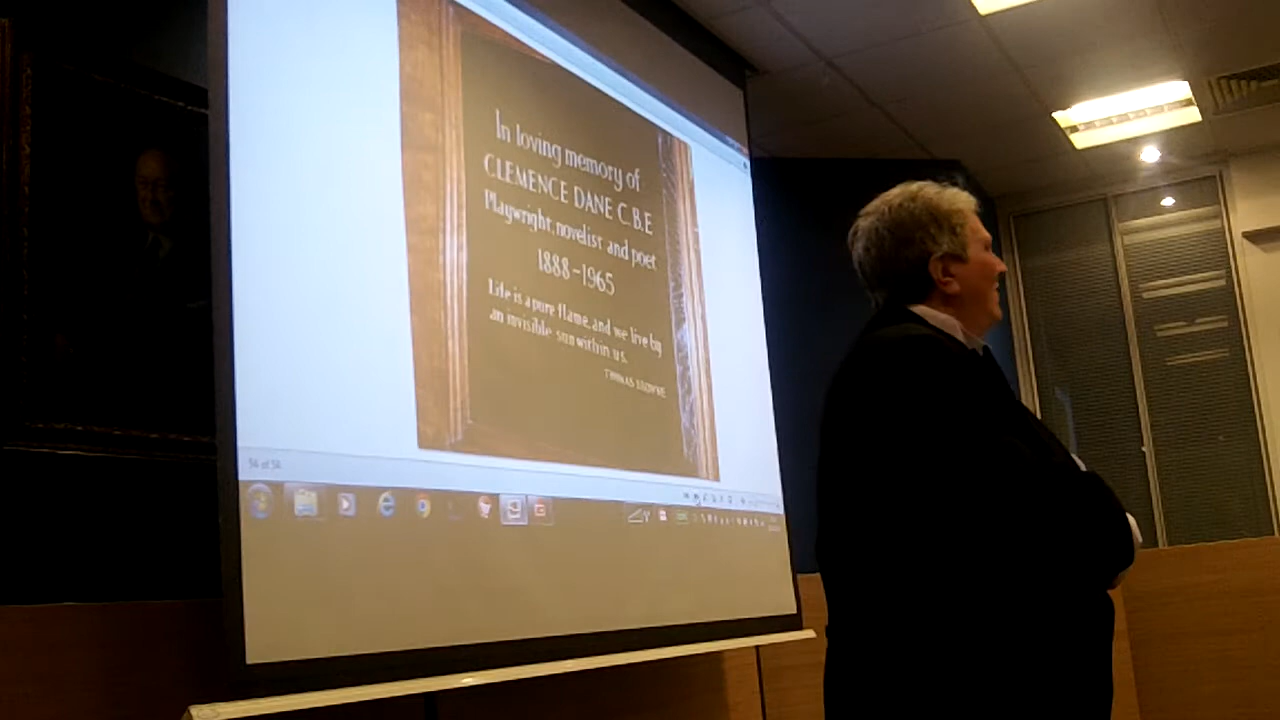 In loving memory of
CLEMENCE DANE C.B.E
Playwright, novelist and poet
1888-1965
Life is a pure flame, and we live by
an invisible sun within us.
THOMAS BROWNE